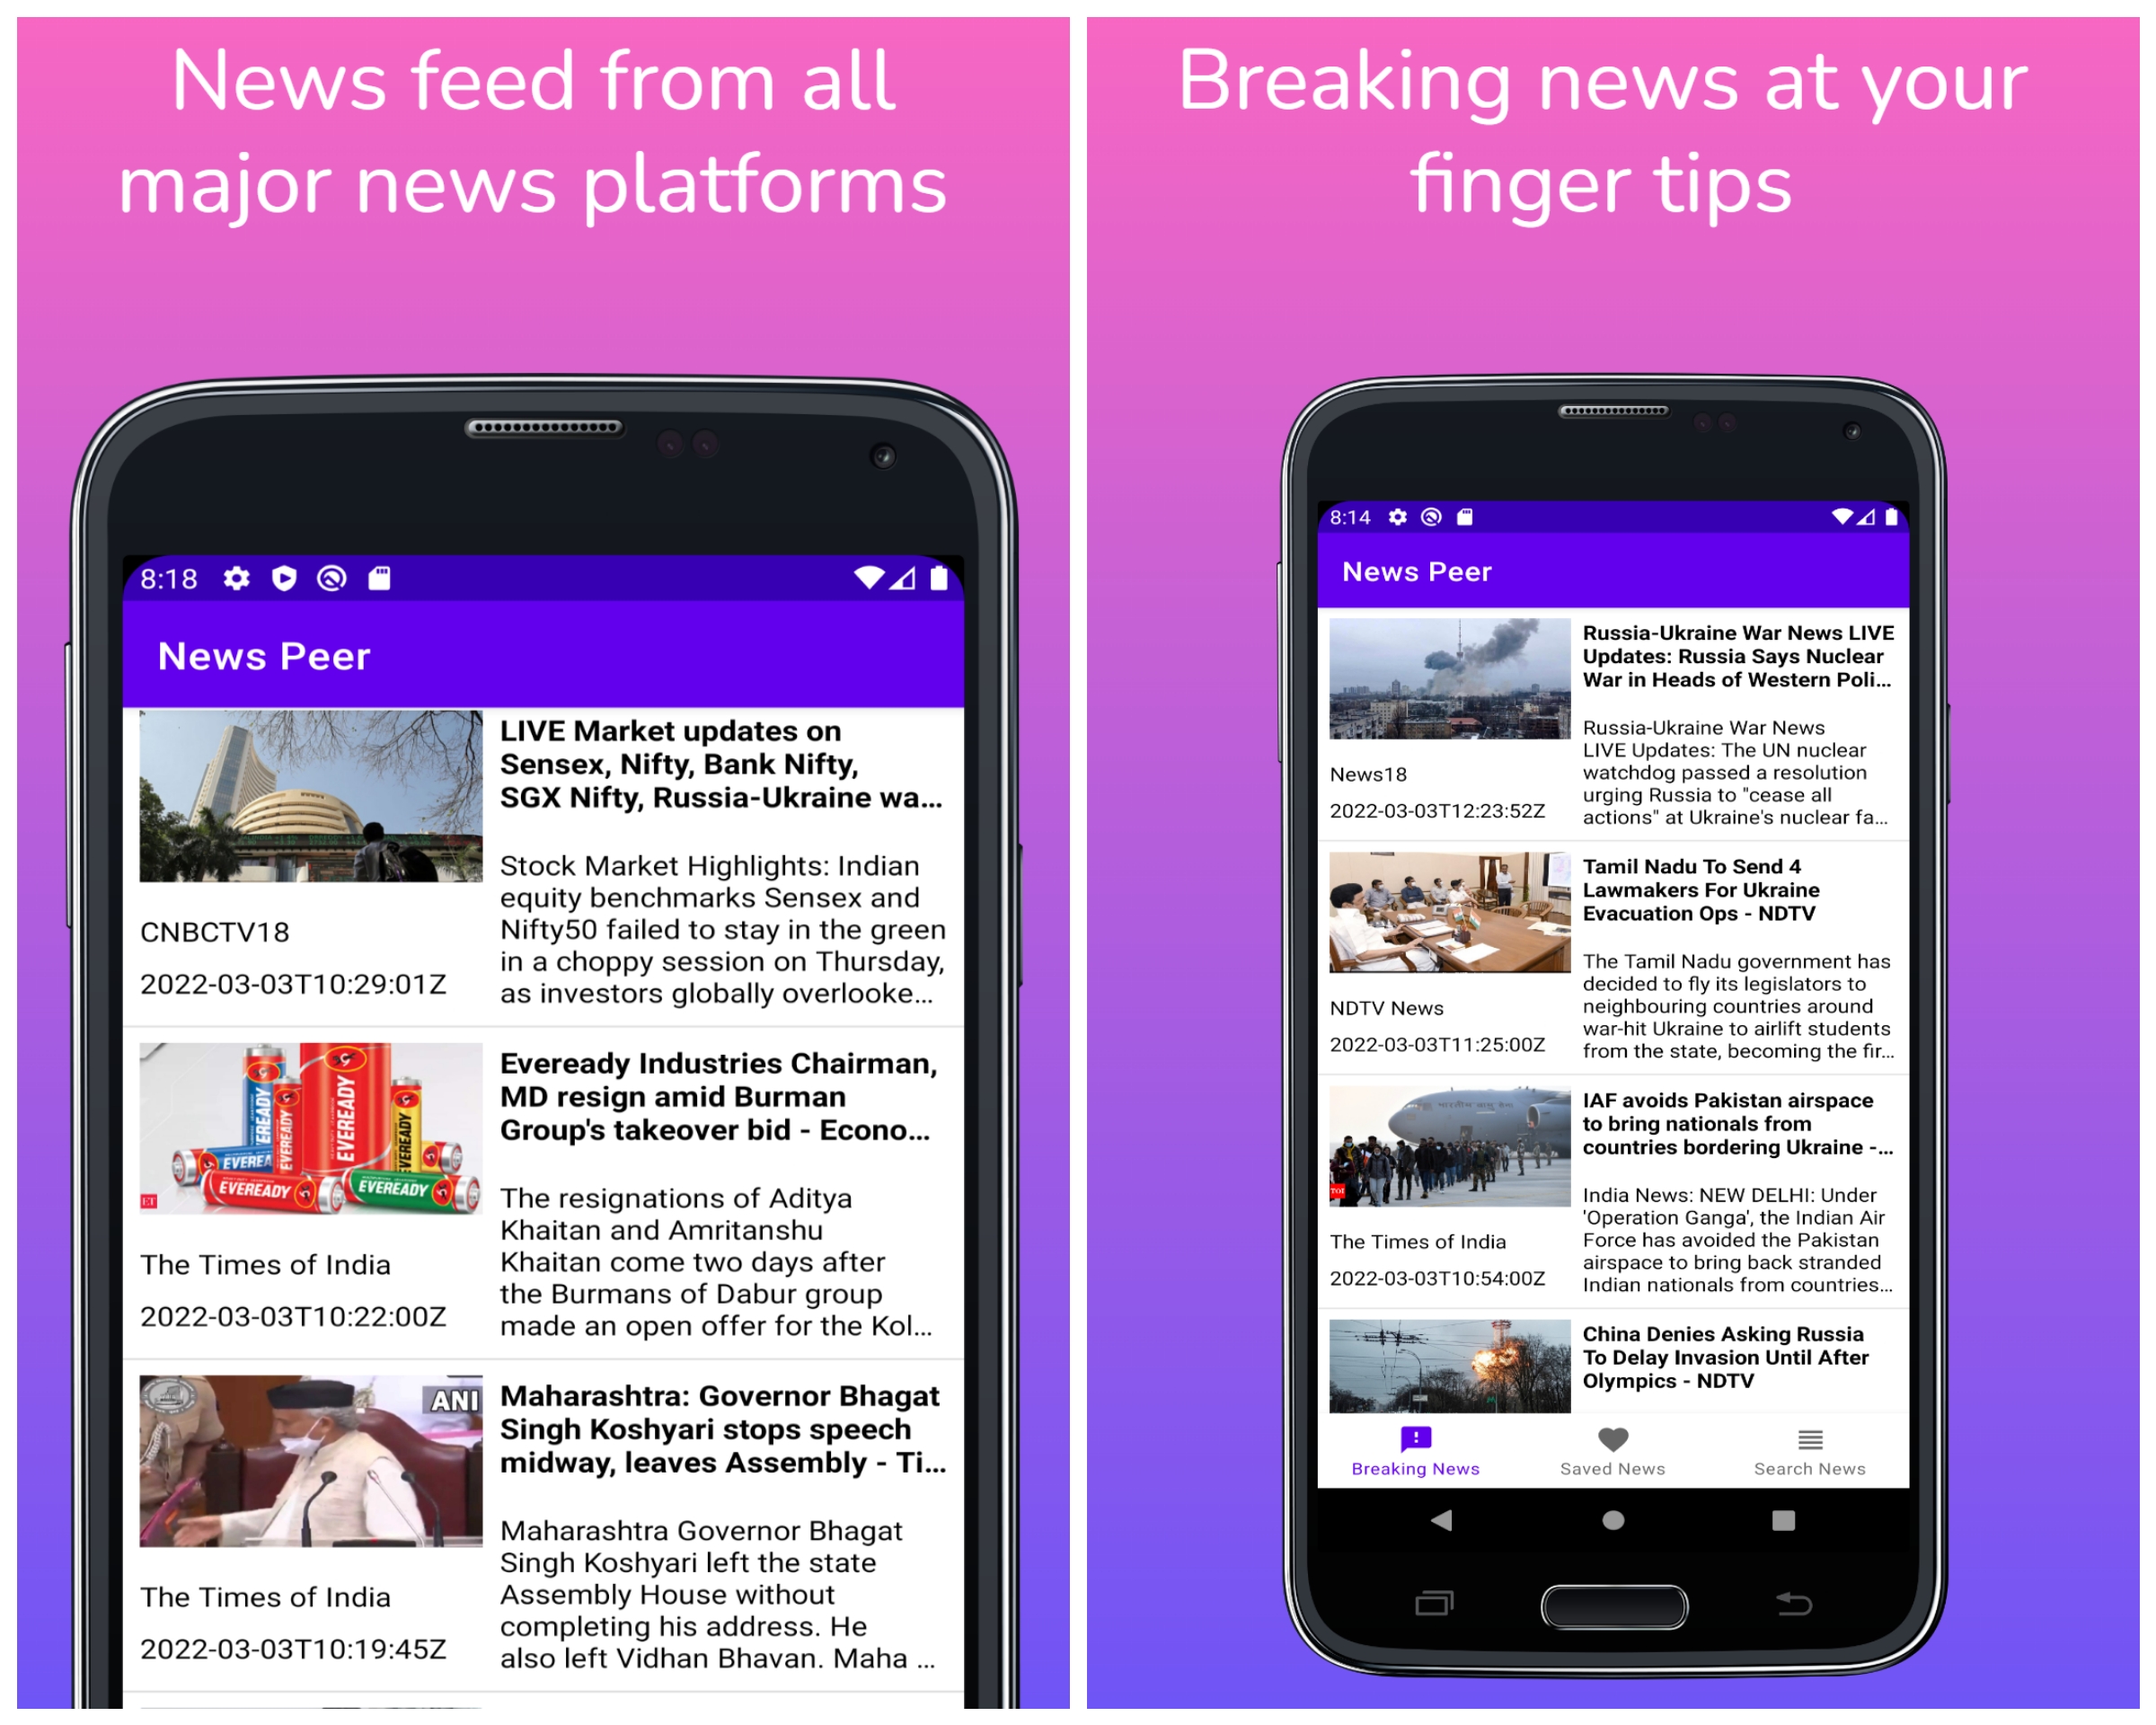 News feed from all
major news platforms
8:18
News Peer
LIVE Market updates on
Sensex, Nifty, Bank Nifty,
SGX Nifty, Russia-Ukraine wa...
Stock Market Highlights: Indian
equity benchmarks Sensex and
Nifty50 failed to stay in the green
in a choppy session on Thursday,
as investors globally overlooke...
CNBCTV18
2022-03-03T10:29:01Z
EVEREADY
EVEREADY
EVEREADY
EVEREADY
EVEREA
EVEREADY
EVEREADY
ET
Eveready Industries Chairman,
MD resign amid Burman
Group's takeover bid - Econo...
The resignations of Aditya
Khaitan and Amritanshu
Khaitan come two days after
the Burmans of Dabur group
made an open offer for the Kol...
The Times of India
2022-03-03T10:22:00Z
ANI
Maharashtra: Governor Bhagat
Singh Koshyari stops speech
midway, leaves Assembly - Ti...
Maharashtra Governor Bhagat
Singh Koshyari left the state
Assembly House without
completing his address. He
also left Vidhan Bhavan. Maha ...
The Times of India
2022-03-03T10:19:45Z
Breaking news at your
finger tips
8:14
News Peer
Russia-Ukraine War News LIVE
Updates: Russia Says Nuclear
War in Heads of Western Poli...
Russia-Ukraine War News
LIVE Updates: The UN nuclear
watchdog passed a resolution
urging Russia to "cease all
actions" at Ukraine's nuclear fa...
News18
2022-03-03T12:23:52Z
Tamil Nadu To Send 4
Lawmakers For Ukraine
Evacuation Ops - NDTV
The Tamil Nadu government has
decided to fly its legislators to
neighbouring countries around
war-hit Ukraine to airlift students
from the state, becoming the fir...
NDTV News
2022-03-03T11:25:00Z
TOI
IAF avoids Pakistan airspace
to bring nationals from
countries bordering Ukraine -...
India News: NEW DELHI: Under
'Operation Ganga', the Indian Air
Force has avoided the Pakistan
airspace to bring back stranded
Indian nationals from countries...
The Times of India
2022-03-03T10:54:00Z
China Denies Asking Russia
To Delay Invasion Until After
Olympics - NDTV
Breaking News
Saved News
Search News